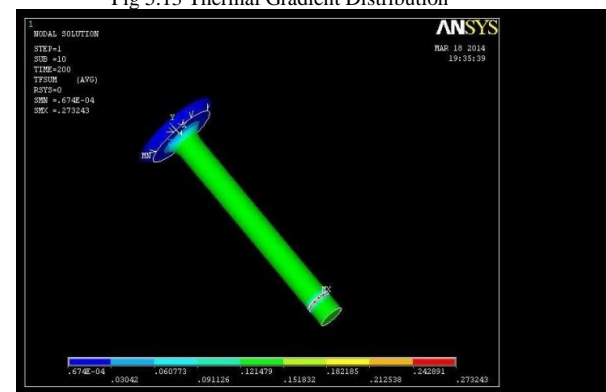 Fig 5.13 Thermal Gradient Distribution
1
NODAL SOLUTION
STEP=1
SUB =10
TIME=200
TFSUM (AVG)
RSYS=0
SMN =.674E-04
SMX =.273243
ANSYS
MAR 18 2014
19:35:39
Y
X
MN
MX
.674E-04 .060773 .121479 .182185 .242891
.03042 .091126 .151832 .212538 .273243